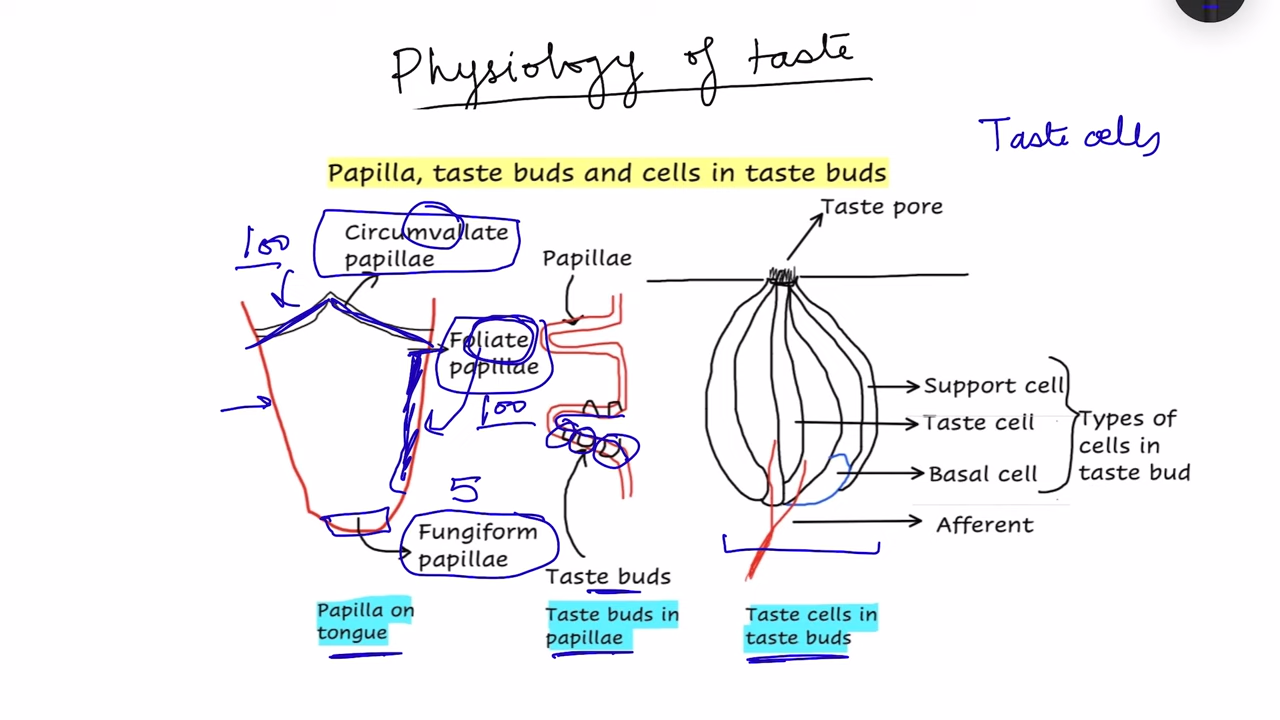 Physiology of taste
Taste cells
Papilla, taste buds and cells in taste buds
Circumvallate
papillae
100
Foliate
papillae
100
5
Fungiform
papillae
Papilla on
tongue
Papillae
Taste buds
Taste buds in
papillae
Taste pore
Support cell
Taste cell
Basal cell
Types of
cells in
taste bud
Afferent
Taste cells in
taste buds